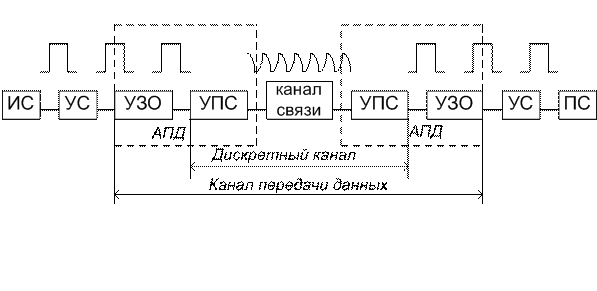 ИС УС УЗО УПС канал связи УПС УЗО УС ПС
АПД АПД
Дискретный канал
Канал передачи данных